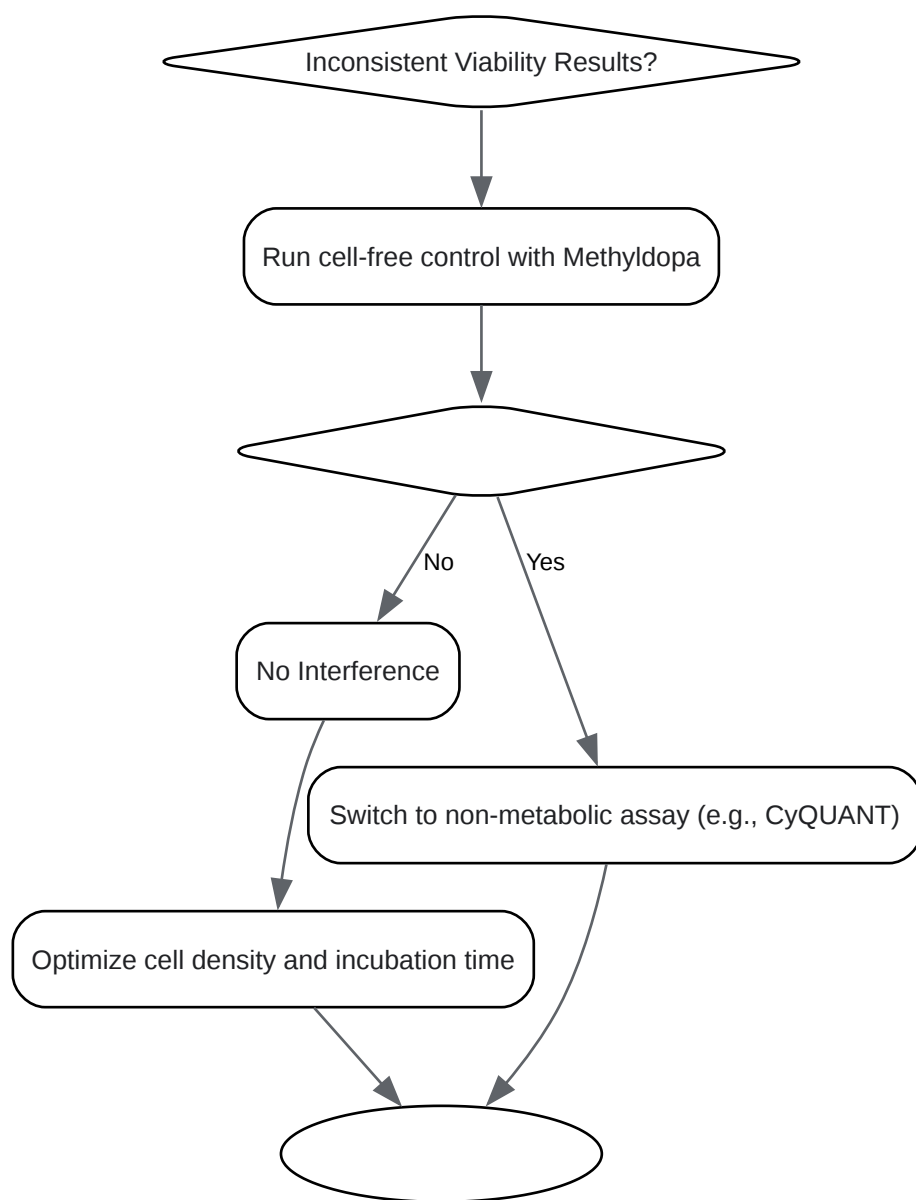 Inconsistent Viability Results?
Run cell-free control with Methyldopa
No
Yes
No Interference
Switch to non-metabolic assay (e.g., CyQUANT)
Optimize cell density and incubation time